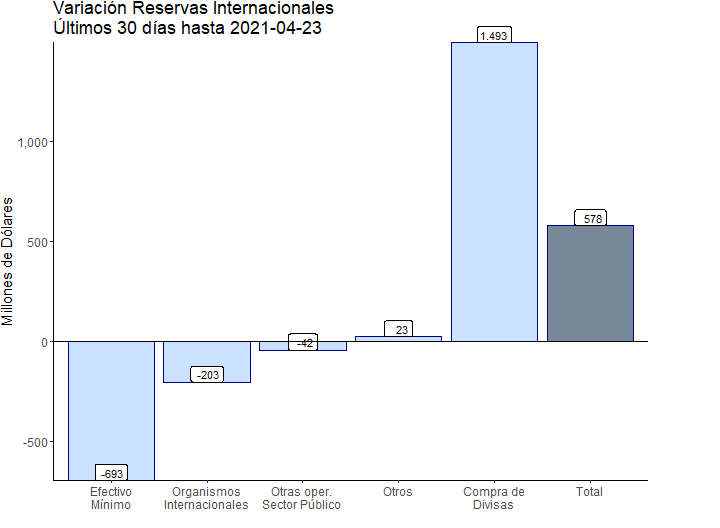 Variación Reservas Internacionales
Últimos 30 días hasta 2021-04-23
Millones de Dólares
1,000
500
0
-500
-693
-203
-42
23
1.493
578
Efectivo
Mínimo
Organismos
Internacionales
Otras oper.
Sector Público
Otros
Compra de
Divisas
Total